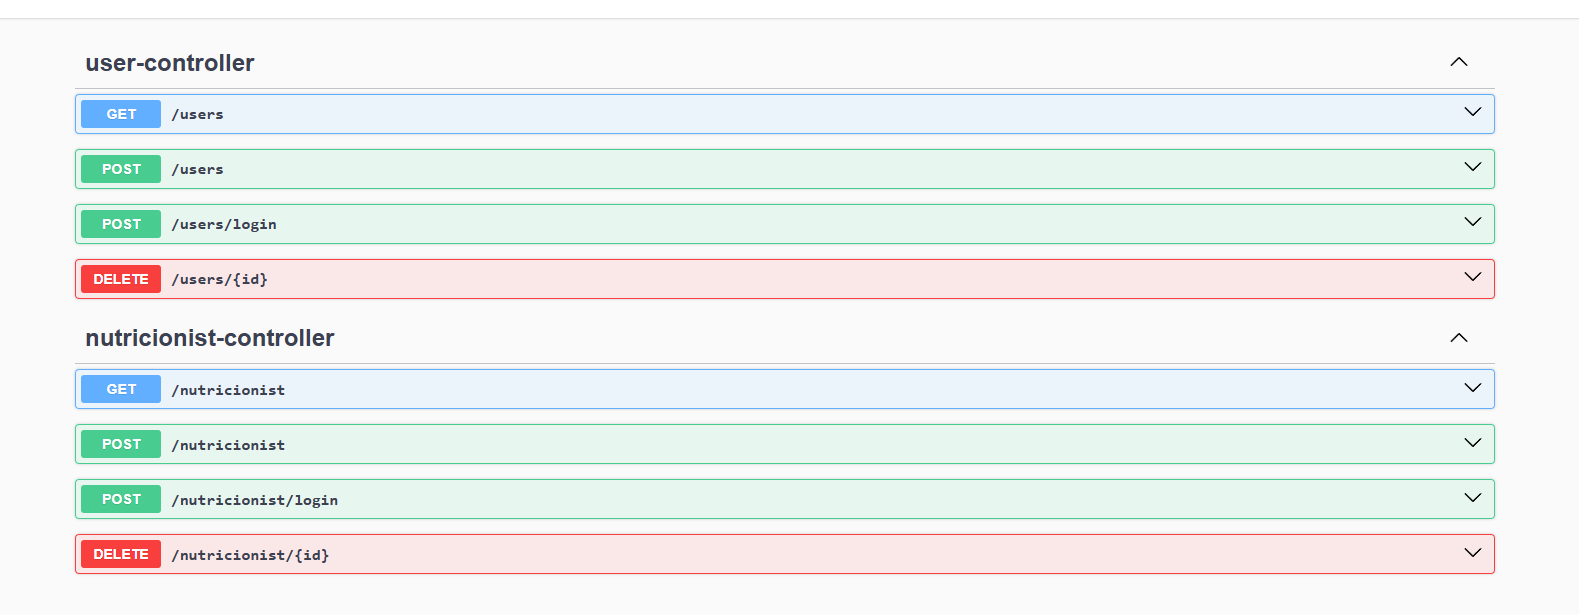 user-controller
GET /users
POST /users
POST /users/login
DELETE /users/{id}
nutricionist-controller
GET /nutricionist
POST /nutricionist
POST /nutricionist/login
DELETE /nutricionist/{id}